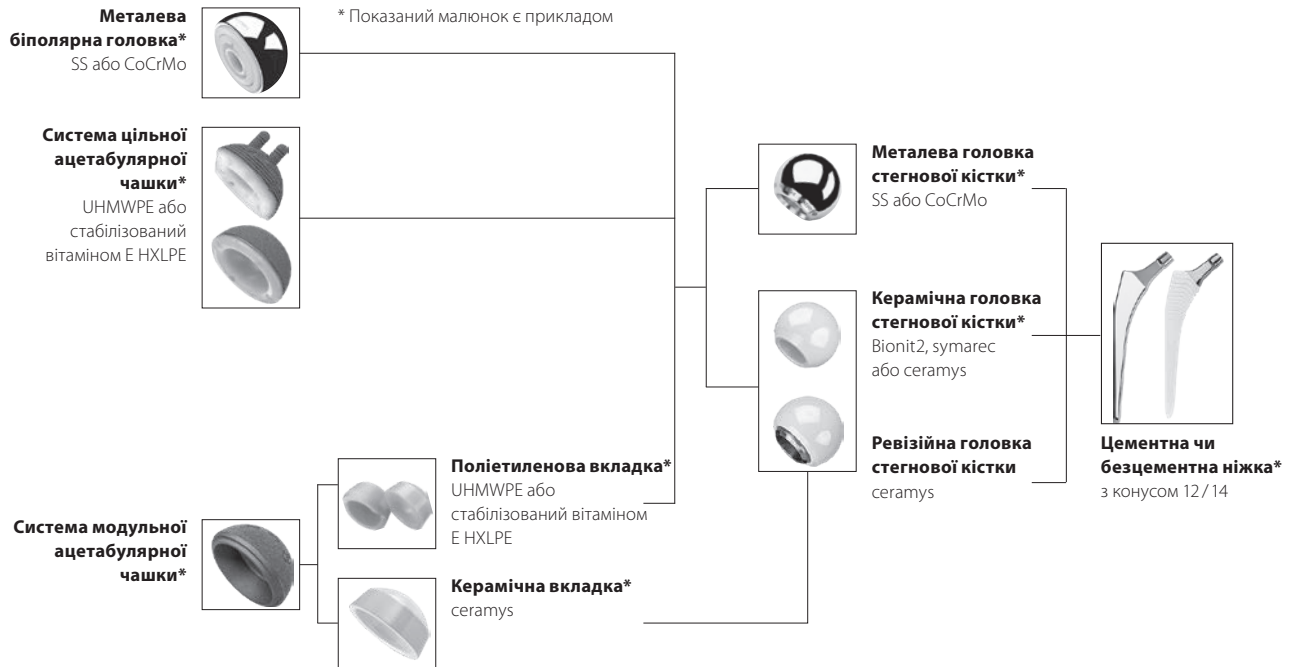 Металева
біполярна головка*
SS або CoCrMo
* Показаний малюнок є прикладом
Система цільної
ацетабулярної
чашки*
UHMWPE або
стабілізований
вітаміном E HXLPE
Металева головка
стегнової кістки*
SS або CoCrMo
Керамічна головка
стегнової кістки*
Bionit2, symarec
або ceramys
Ревізійна головка
стегнової кістки
ceramys
Цементна чи
безцементна ніжка*
з конусом 12 / 14
Поліетиленова вкладка*
UHMWPE або
стабілізований вітаміном
E HXLPE
Система модульної
ацетабулярної
чашки*
Керамічна вкладка*
ceramys